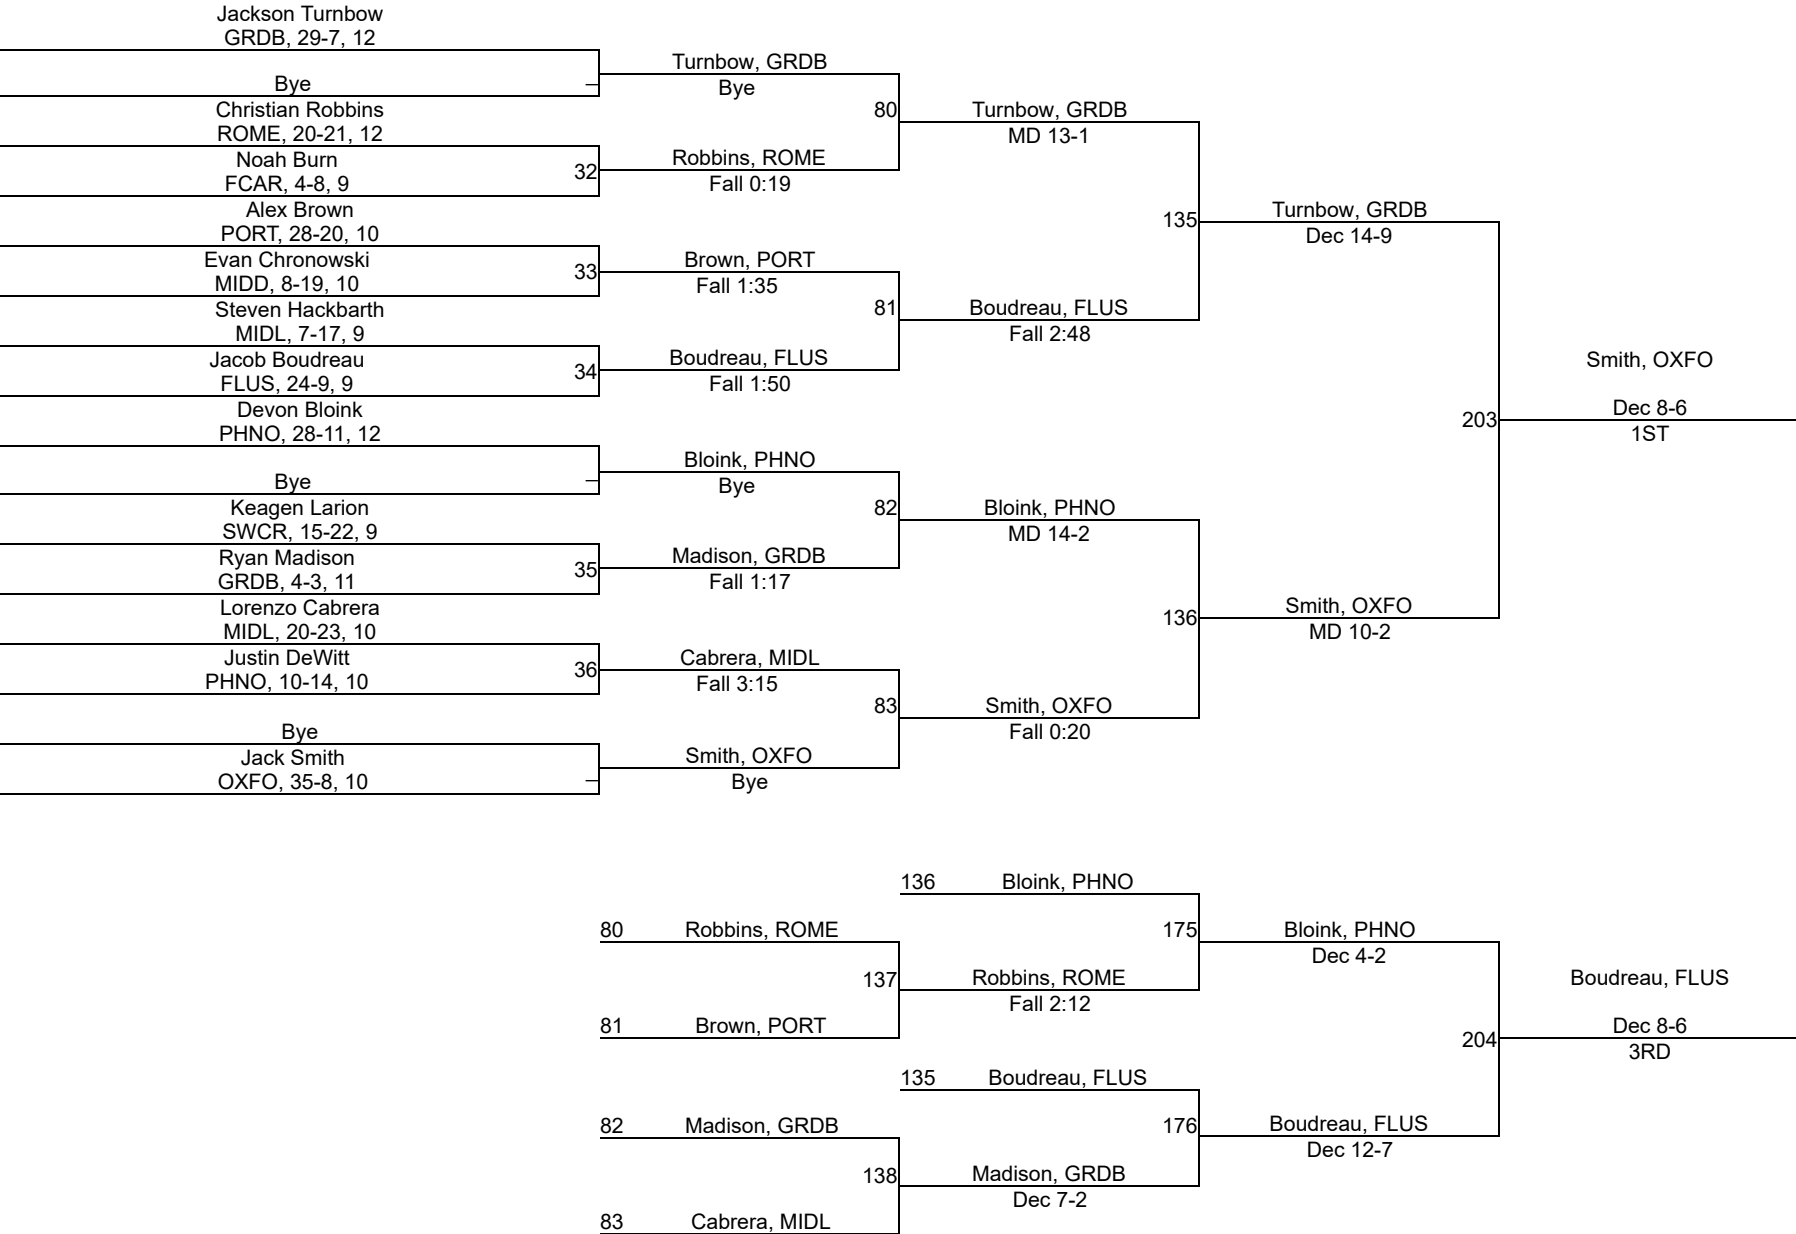 Jackson Turnbow
GRDB, 29-7, 12
Bye
Christian Robbins
ROME, 20-21, 12
Noah Burn
FCAR, 4-8, 9
Alex Brown
PORT, 28-20, 10
Evan Chronowski
MIDD, 8-19, 10
Steven Hackbarth
MIDL, 7-17, 9
Jacob Boudreau
FLUS, 24-9, 9
Devon Bloink
PHNO, 28-11, 12
Bye
Keagen Larion
SWCR, 15-22, 9
Ryan Madison
GRDB, 4-3, 11
Lorenzo Cabrera
MIDL, 20-23, 10
Justin DeWitt
PHNO, 10-14, 10
Bye
Jack Smith
OXFO, 35-8, 10
32
33
34
35
36
Turnbow, GRDB
Bye
Robbins, ROME
Fall 0:19
Brown, PORT
Fall 1:35
Boudreau, FLUS
Fall 1:50
Bloink, PHNO
Bye
Madison, GRDB
Fall 1:17
Cabrera, MIDL
Fall 3:15
Smith, OXFO
Bye
80
81
82
83
Turnbow, GRDB
MD 13-1
Boudreau, FLUS
Fall 2:48
Bloink, PHNO
MD 14-2
Smith, OXFO
Fall 0:20
135
136
Turnbow, GRDB
Dec 14-9
Smith, OXFO
MD 10-2
203
Smith, OXFO
Dec 8-6
1ST
80 Robbins, ROME
81 Brown, PORT
82 Madison, GRDB
83 Cabrera, MIDL
137
138
136 Bloink, PHNO
Robbins, ROME
Fall 2:12
135 Boudreau, FLUS
Madison, GRDB
Dec 7-2
175
176
Bloink, PHNO
Dec 4-2
Boudreau, FLUS
Dec 12-7
204
Boudreau, FLUS
Dec 8-6
3RD